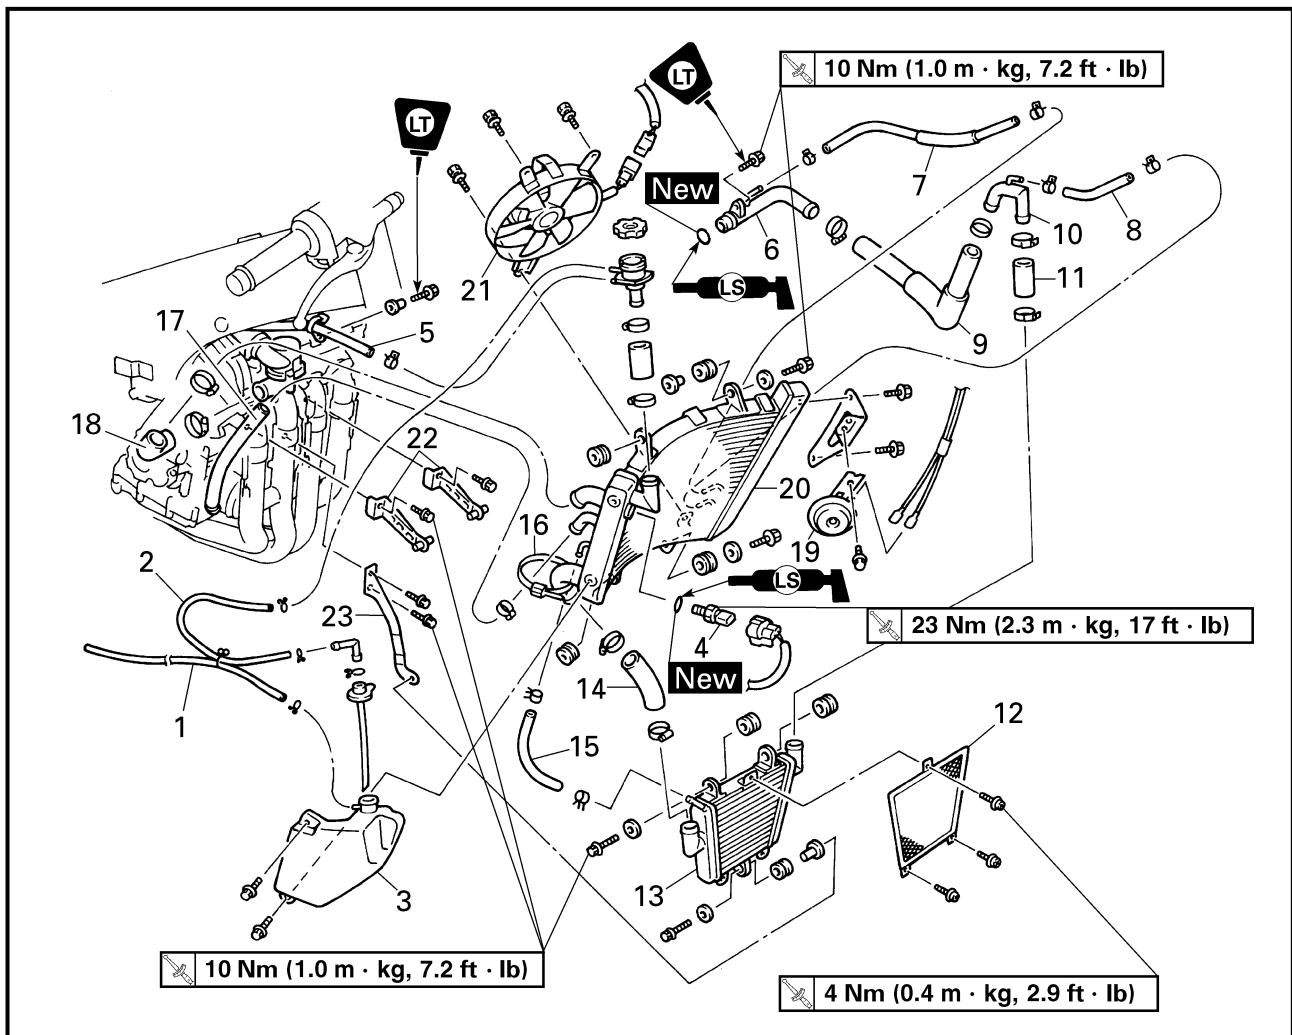 LT
10 Nm (1.0 m · kg, 7.2 ft · lb)
LT
7
New
6
10
8
LS
21
11
17
5
9
18
22
20
16
19
2
LS
23
23 Nm (2.3 m · kg, 17 ft · lb)
4
New
14
1
12
15
13
3
10 Nm (1.0 m · kg, 7.2 ft · lb)
4 Nm (0.4 m · kg, 2.9 ft · lb)